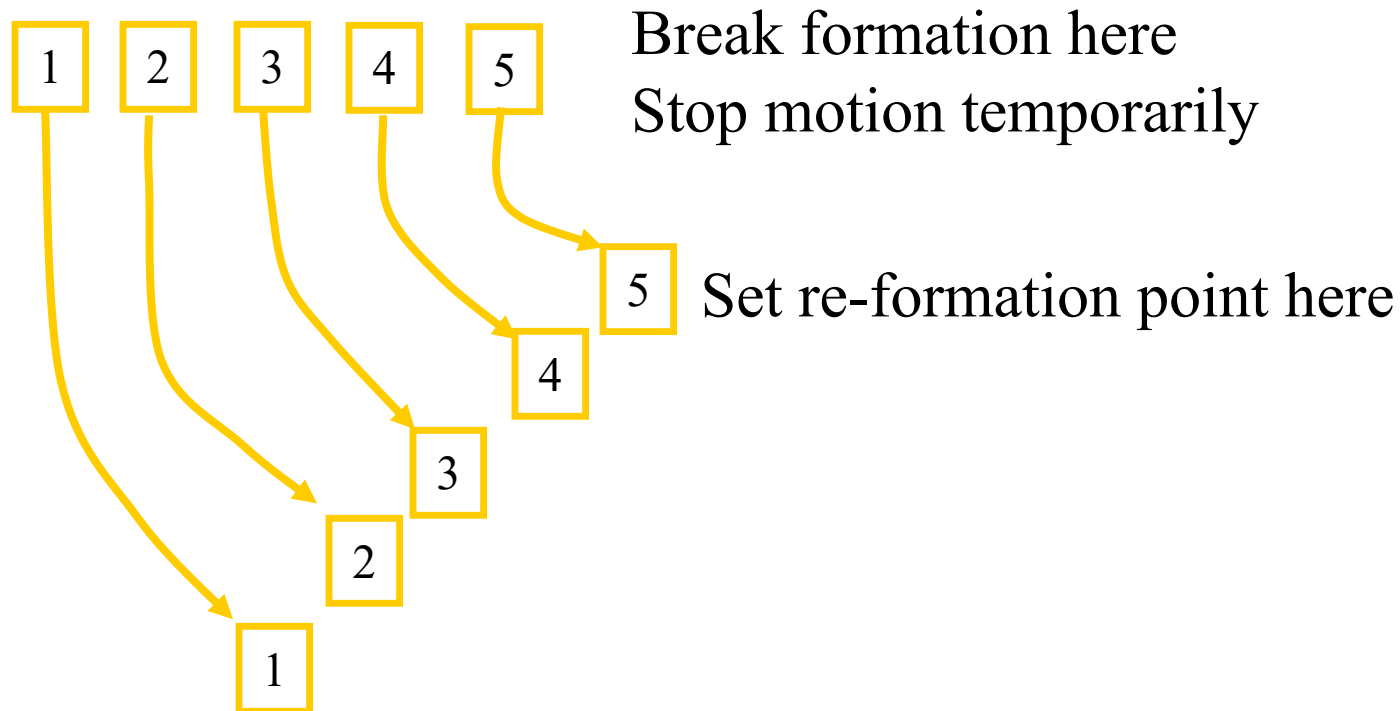 1 2 3 4 5
Break formation here
Stop motion temporarily
5
Set re-formation point here
4
3
2
1